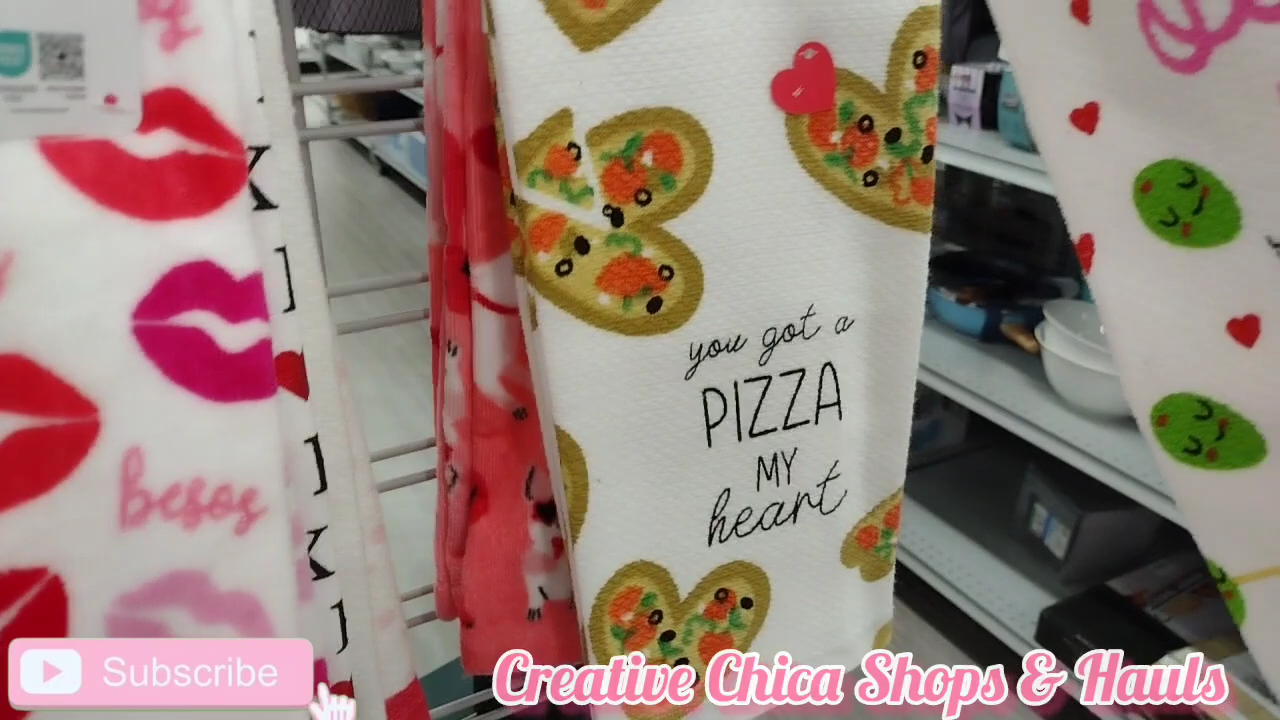 you got a
PIZZA
MY
heart
besos
K
]
]
K
]
Subscribe
Creative Chica Shops & Hauls